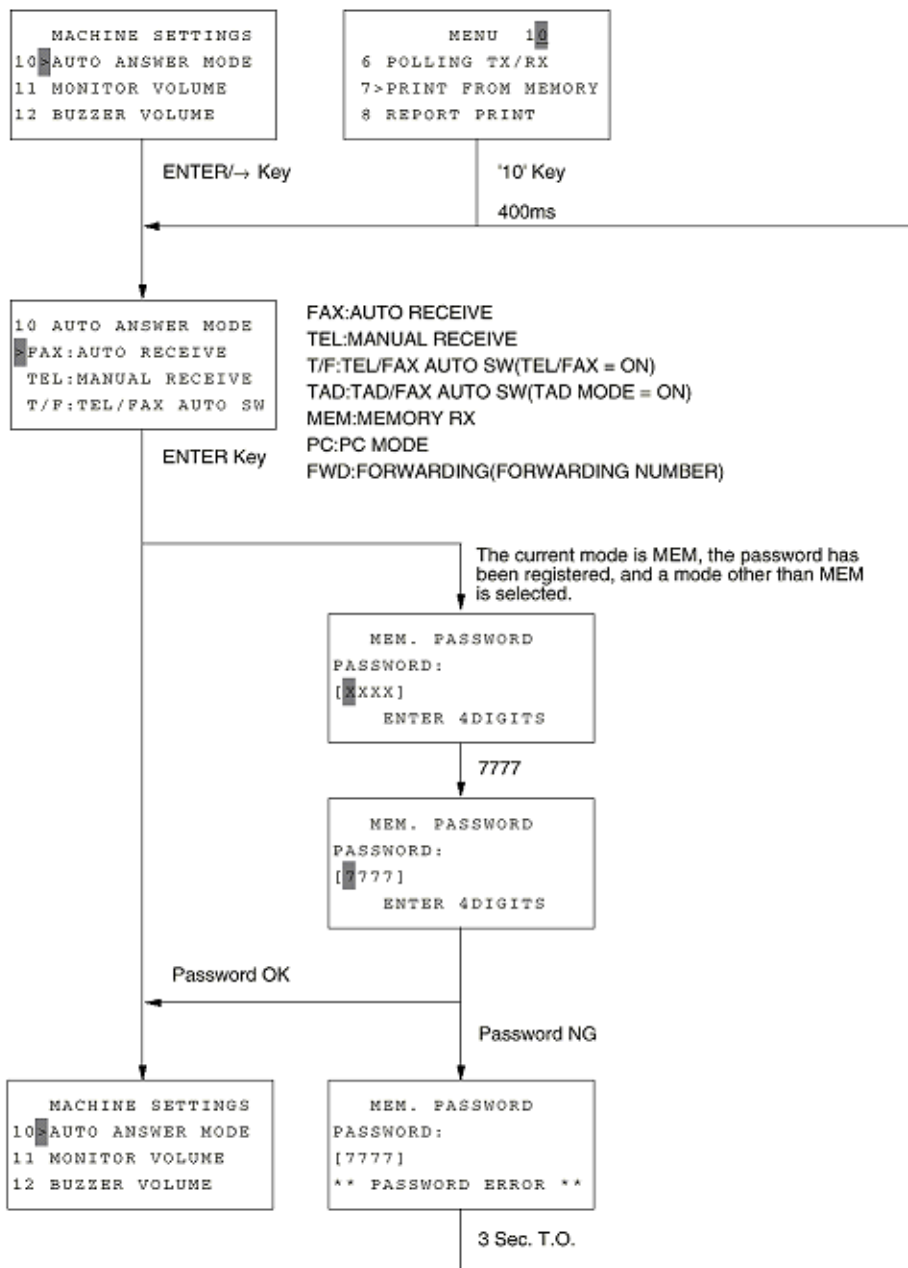 MACHINE SETTINGS
10>AUTO ANSWER MODE
11 MONITOR VOLUME
12 BUZZER VOLUME
MENU 10
6 POLLING TX/RX
7>PRINT FROM MEMORY
8 REPORT PRINT
ENTER/→ Key
'10' Key
400ms
10 AUTO ANSWER MODE
>FAX:AUTO RECEIVE
TEL:MANUAL RECEIVE
T/F:TEL/FAX AUTO SW
FAX:AUTO RECEIVE
TEL:MANUAL RECEIVE
T/F:TEL/FAX AUTO SW(TEL/FAX = ON)
TAD:TAD/FAX AUTO SW(TAD MODE = ON)
MEM:MEMORY RX
PC:PC MODE
FWD:FORWARDING(FORWARDING NUMBER)
ENTER Key
The current mode is MEM, the password has
been registered, and a mode other than MEM
is selected.
MEM. PASSWORD
PASSWORD:
[XXXX]
ENTER 4DIGITS
7777
MEM. PASSWORD
PASSWORD:
[7777]
ENTER 4DIGITS
Password OK
Password NG
MACHINE SETTINGS
10>AUTO ANSWER MODE
11 MONITOR VOLUME
12 BUZZER VOLUME
MEM. PASSWORD
PASSWORD:
[7777]
** PASSWORD ERROR **
3 Sec. T.O.